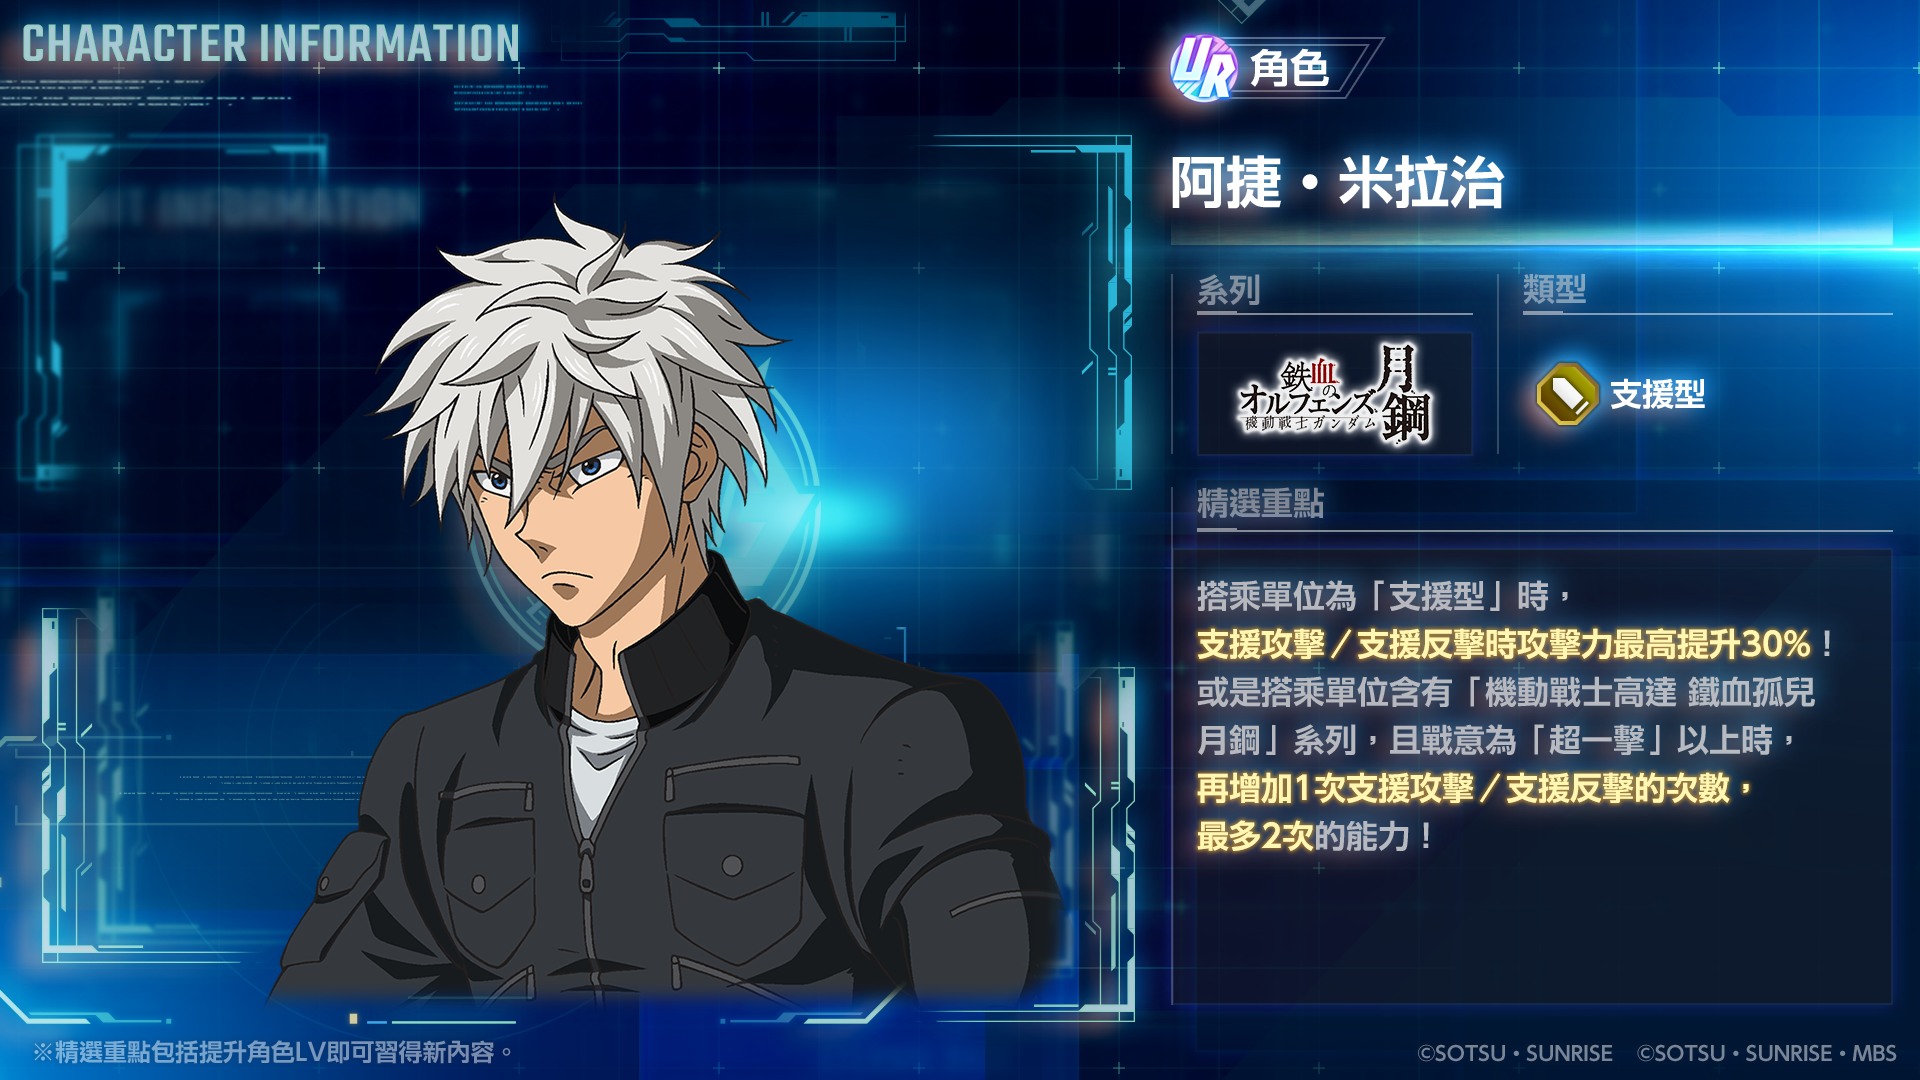 CHARACTER INFORMATION
UR 角色
阿捷・米拉治
系列
類型
鉄血の
オルフェンズ
機動戦士ガンダム
月鋼
支援型
精選重點
搭乘單位為「支援型」時，
支援攻擊／支援反擊時攻擊力最高提升30%！
或是搭乘單位含有「機動戰士高達 鐵血孤兒
月鋼」系列，且戰意為「超一擊」以上時，
再增加1次支援攻擊／支援反擊的次數，
最多2次的能力！
※精選重點包括提升角色LV即可習得新內容。
©SOTSU・SUNRISE ©SOTSU・SUNRISE・MBS